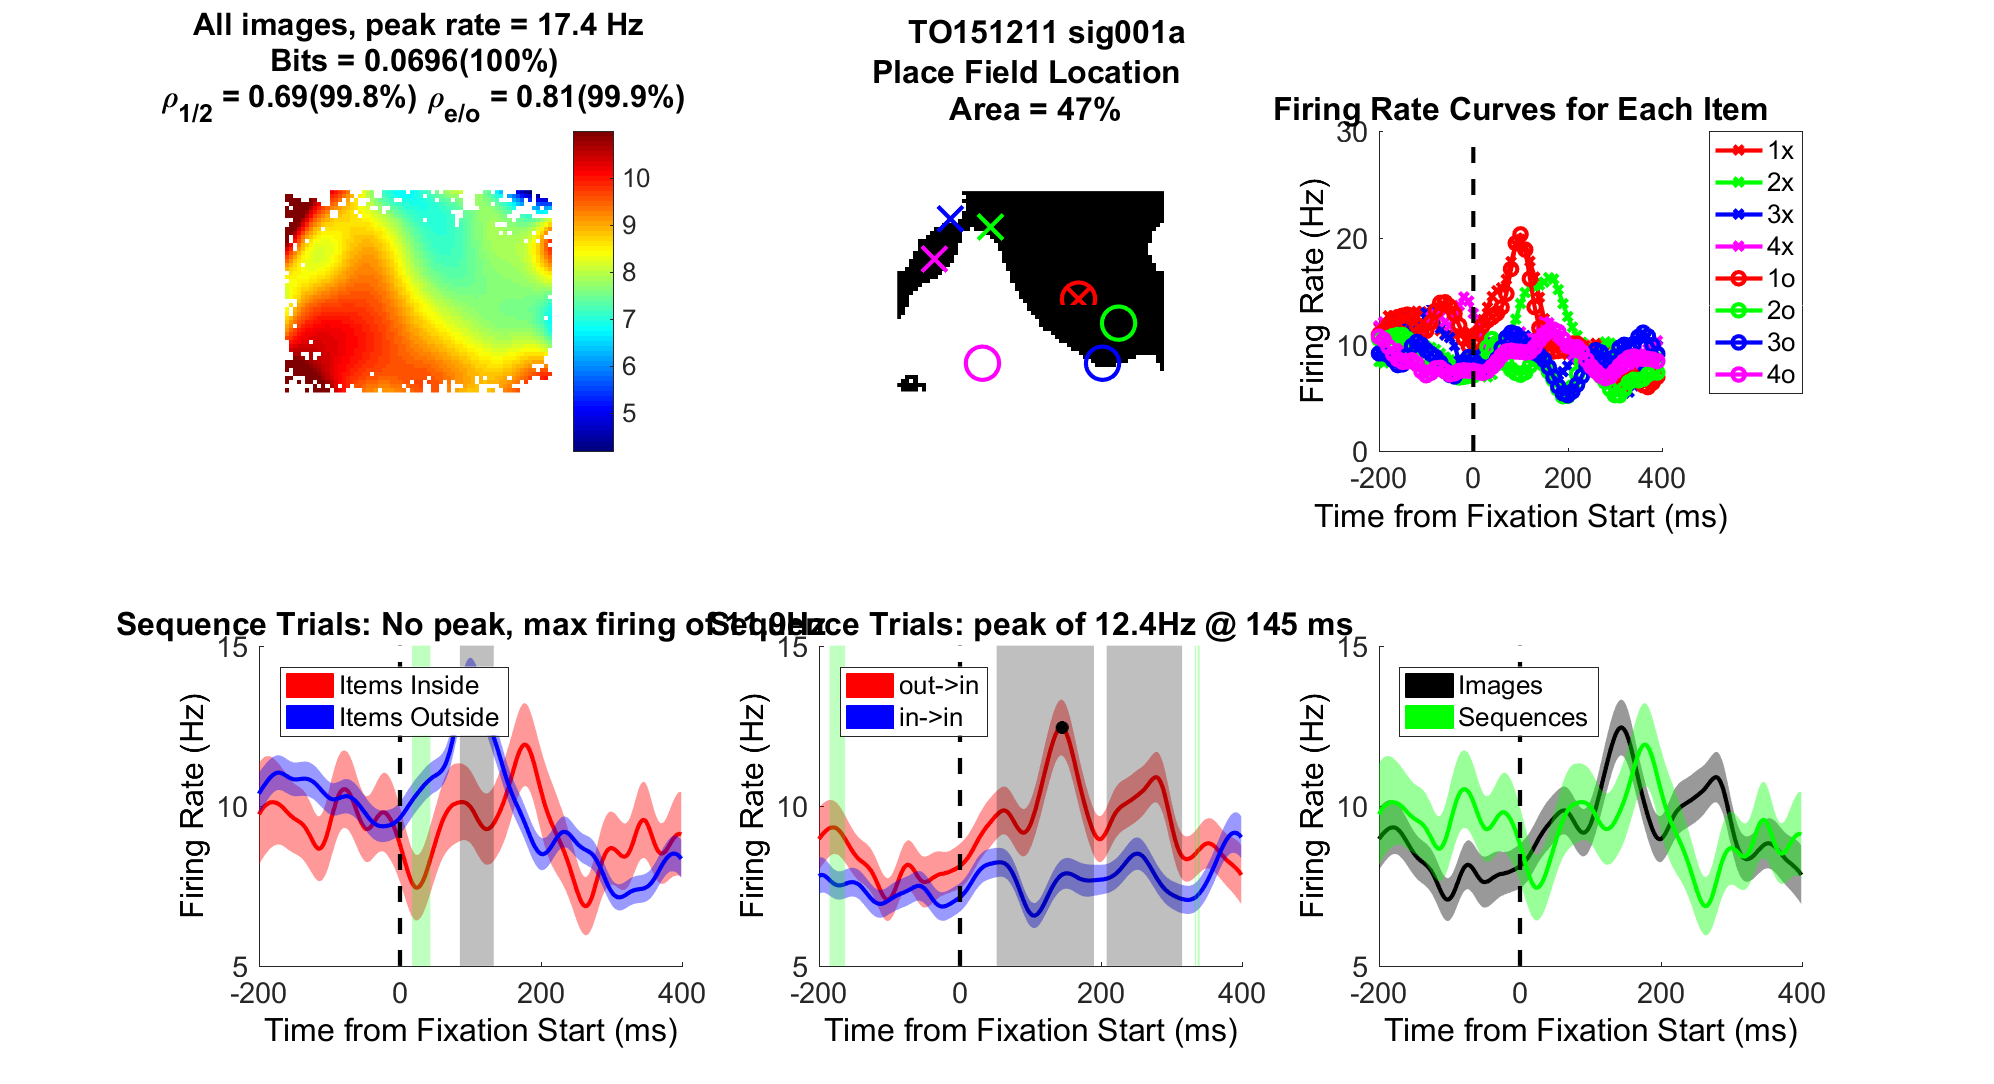 All images, peak rate = 17.4 Hz
Bits = 0.0696(100%)
ρ1/2 = 0.69(99.8%) ρe/o = 0.81(99.9%)
10
9
8
7
6
5
TO151211 sig001a
Place Field Location
Area = 47%
Firing Rate Curves for Each Item
30
20
10
0
Firing Rate (Hz)
-200
0
200
400
Time from Fixation Start (ms)
1x
2x
3x
4x
1o
2o
3o
4o
Sequence Trials: No peak, max firing of 11.9Hz
15
10
5
Firing Rate (Hz)
Items Inside
Items Outside
-200
0
200
400
Time from Fixation Start (ms)
Sequence Trials: peak of 12.4Hz @ 145 ms
15
10
5
Firing Rate (Hz)
out->in
in->in
-200
0
200
400
Time from Fixation Start (ms)
15
10
5
Firing Rate (Hz)
Images
Sequences
-200
0
200
400
Time from Fixation Start (ms)